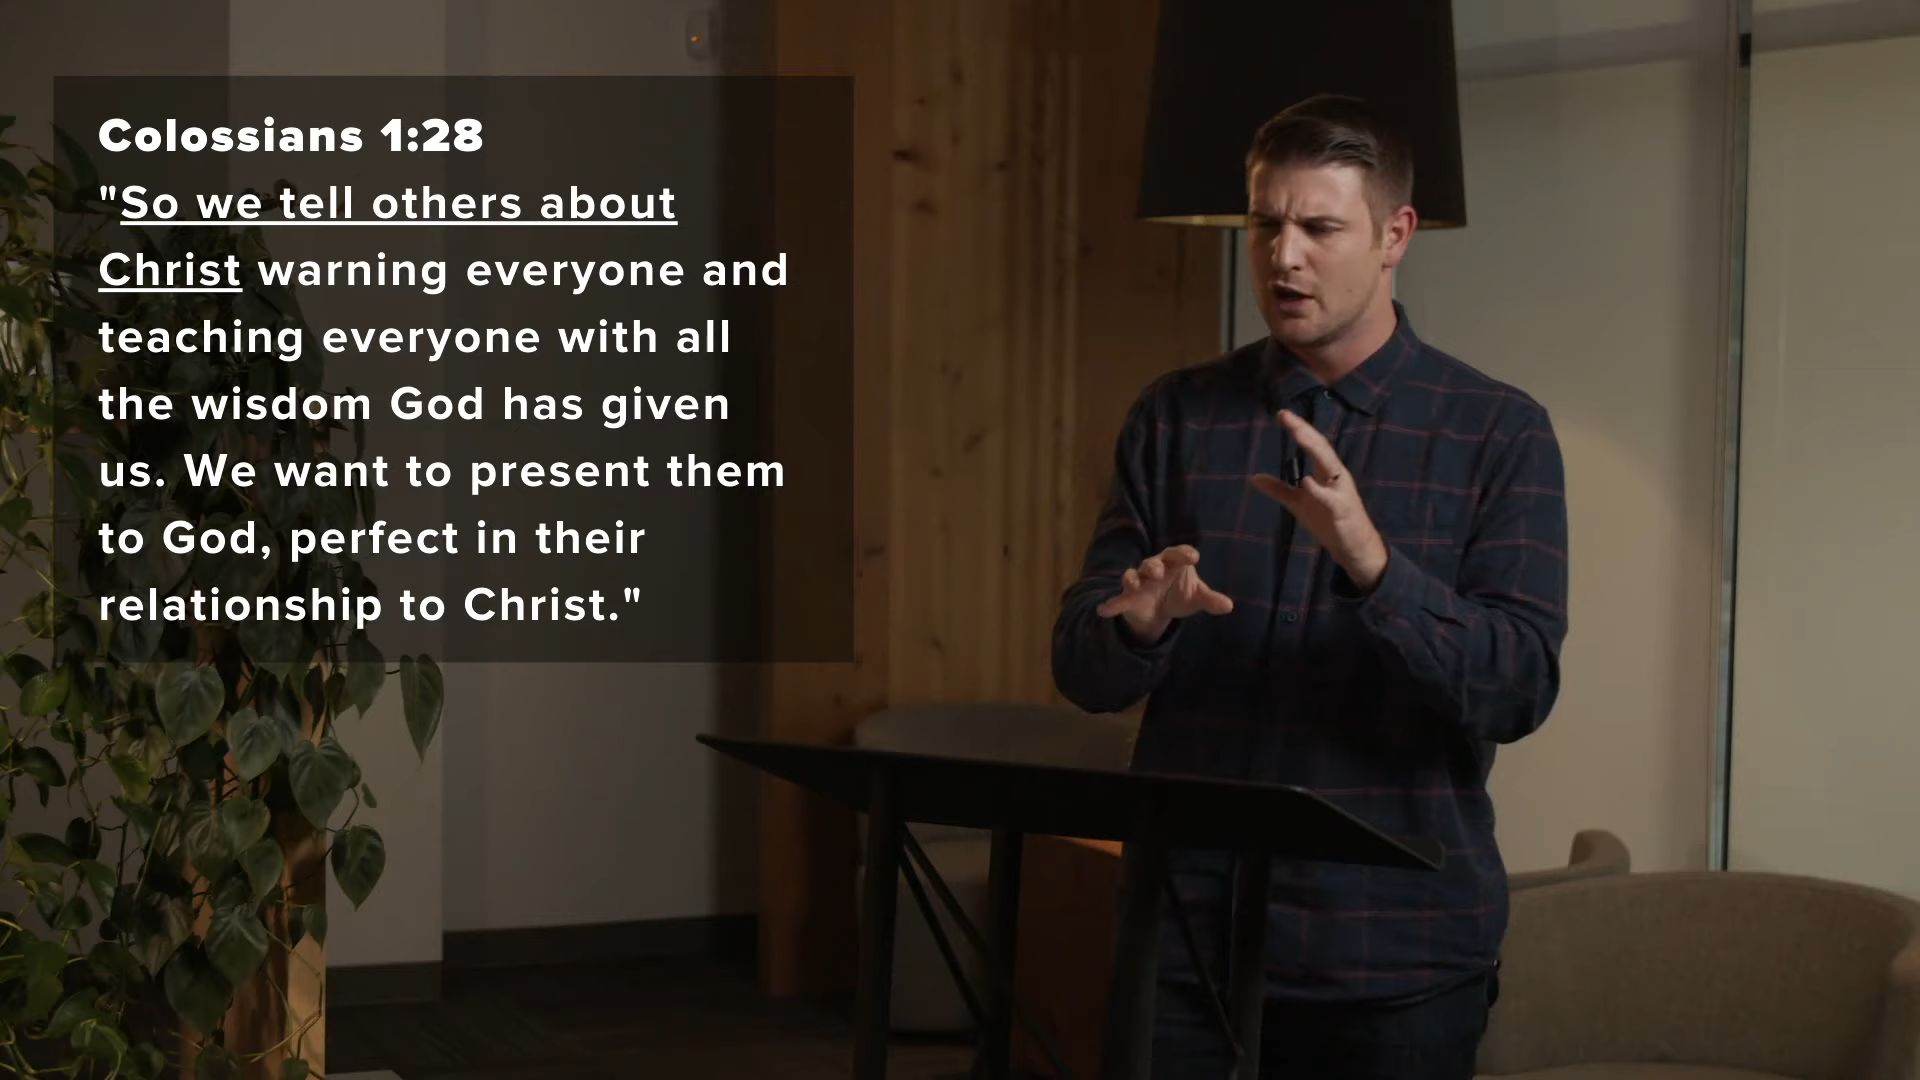 Colossians 1:28
"So we tell others about
Christ warning everyone and
teaching everyone with all
the wisdom God has given
us. We want to present them
to God, perfect in their
relationship to Christ."